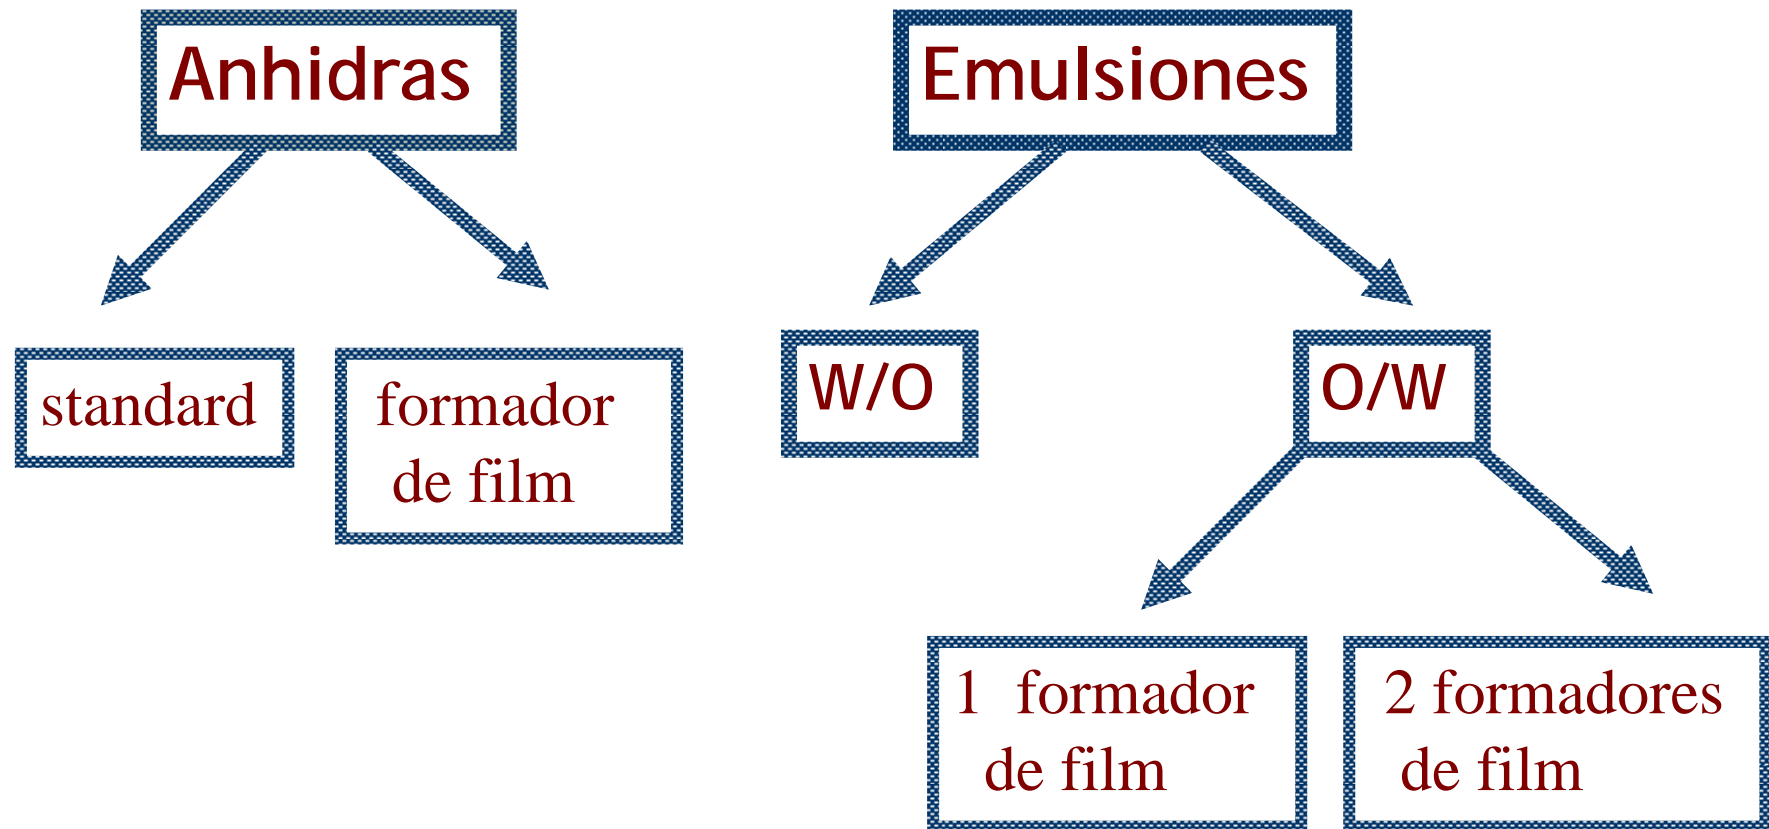 Anhidras
Emulsiones
standard
formador
de film
W/O
O/W
1 formador
de film
2 formadores
de film